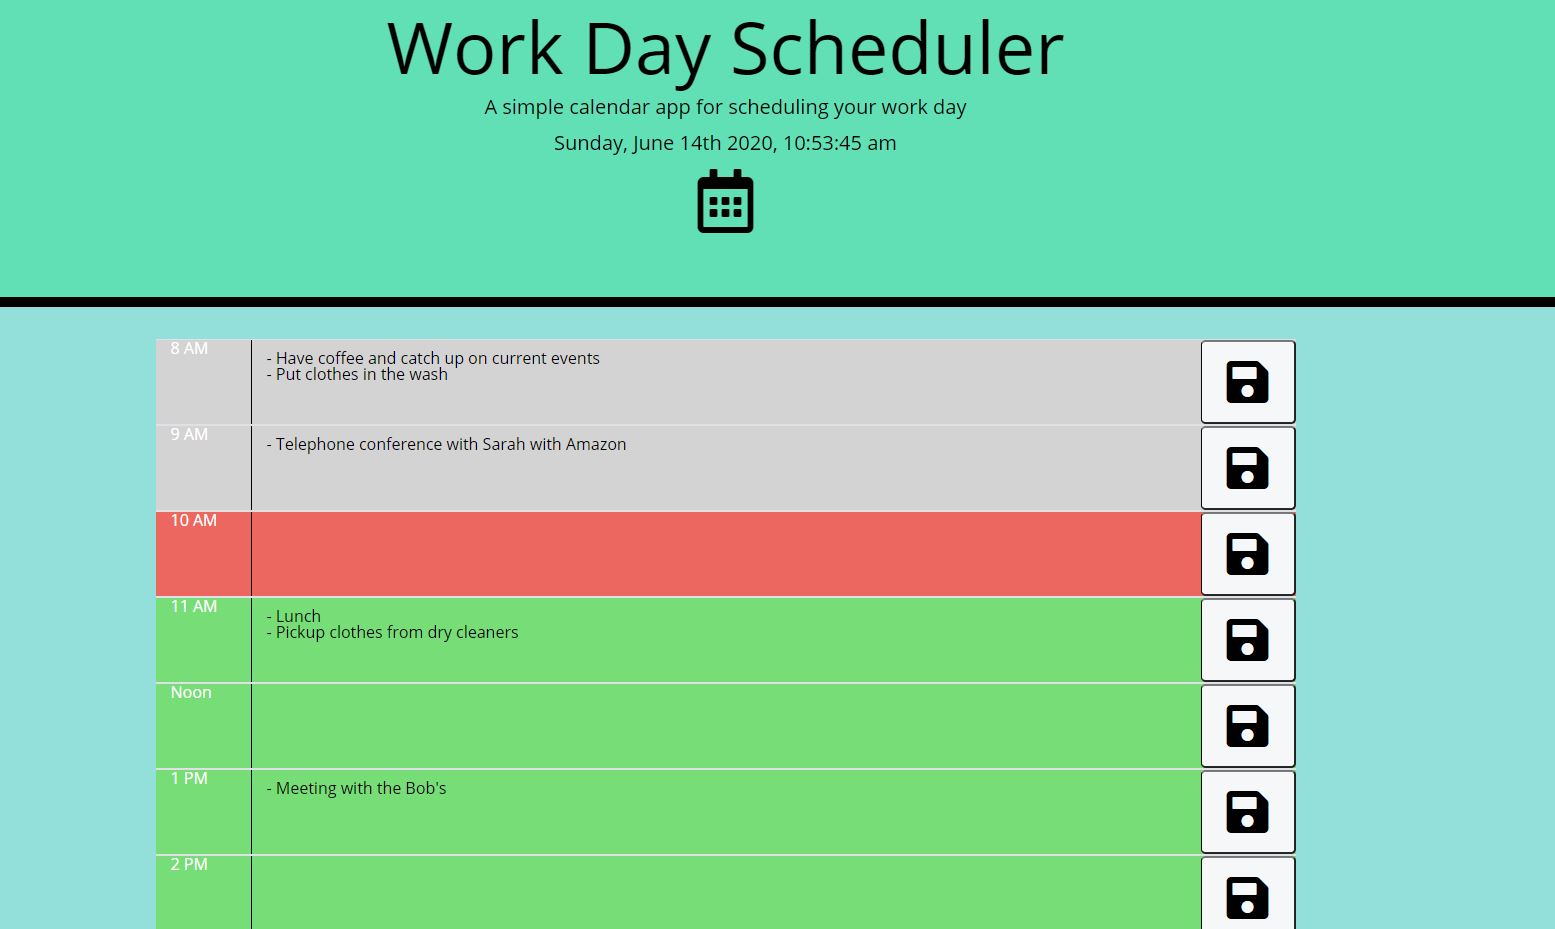 Work Day Scheduler
A simple calendar app for scheduling your work day
Sunday, June 14th 2020, 10:53:45 am
8 AM
- Have coffee and catch up on current events
- Put clothes in the wash
9 AM
- Telephone conference with Sarah with Amazon
10 AM
11 AM
- Lunch
- Pickup clothes from dry cleaners
Noon
1 PM
- Meeting with the Bob's
2 PM